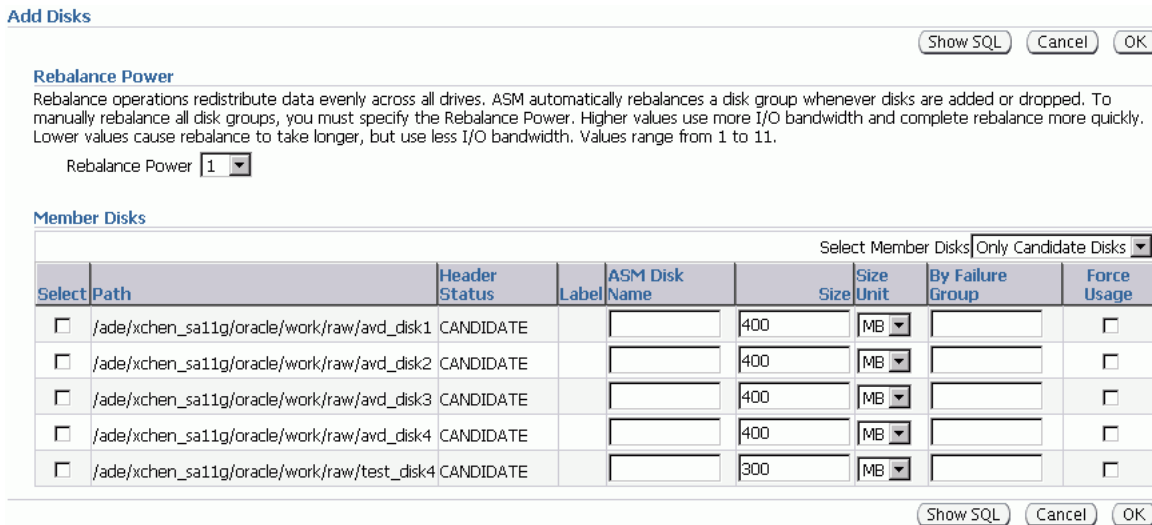 Add Disks
Show SQL Cancel OK
Rebalance Power
Rebalance operations redistribute data evenly across all drives. ASM automatically rebalances a disk group whenever disks are added or dropped. To
manually rebalance all disk groups, you must specify the Rebalance Power. Higher values use more I/O bandwidth and complete rebalance more quickly.
Lower values cause rebalance to take longer, but use less I/O bandwidth. Values range from 1 to 11.
Rebalance Power 1
Member Disks
Select Member Disks Only Candidate Disks
Select Path Header Status Label ASM Disk Name Size Size Unit By Failure Group Force Usage
/ade/xchen_sa11g/oracle/work/raw/avd_disk1 CANDIDATE 400 MB
/ade/xchen_sa11g/oracle/work/raw/avd_disk2 CANDIDATE 400 MB
/ade/xchen_sa11g/oracle/work/raw/avd_disk3 CANDIDATE 400 MB
/ade/xchen_sa11g/oracle/work/raw/avd_disk4 CANDIDATE 400 MB
/ade/xchen_sa11g/oracle/work/raw/test_disk4 CANDIDATE 300 MB
Show SQL Cancel OK